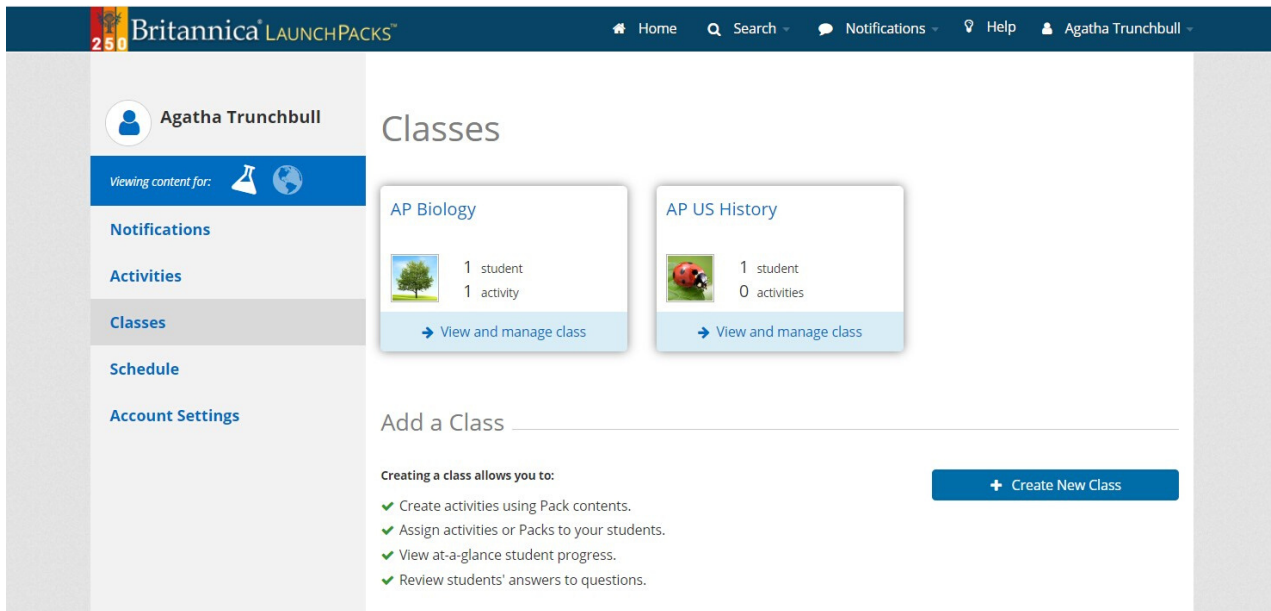 250 Britannica® LAUNCHPACKS™ Home Search Notifications Help Agatha Trunchbull
Agatha Trunchbull
Viewing content for:
Notifications
Activities
Classes
Schedule
Account Settings
Classes
AP Biology
1 student
1 activity
View and manage class
AP US History
1 student
0 activities
View and manage class
Add a Class
Creating a class allows you to:
Create activities using Pack contents.
Assign activities or Packs to your students.
View at-a-glance student progress.
Review students' answers to questions.
Create New Class